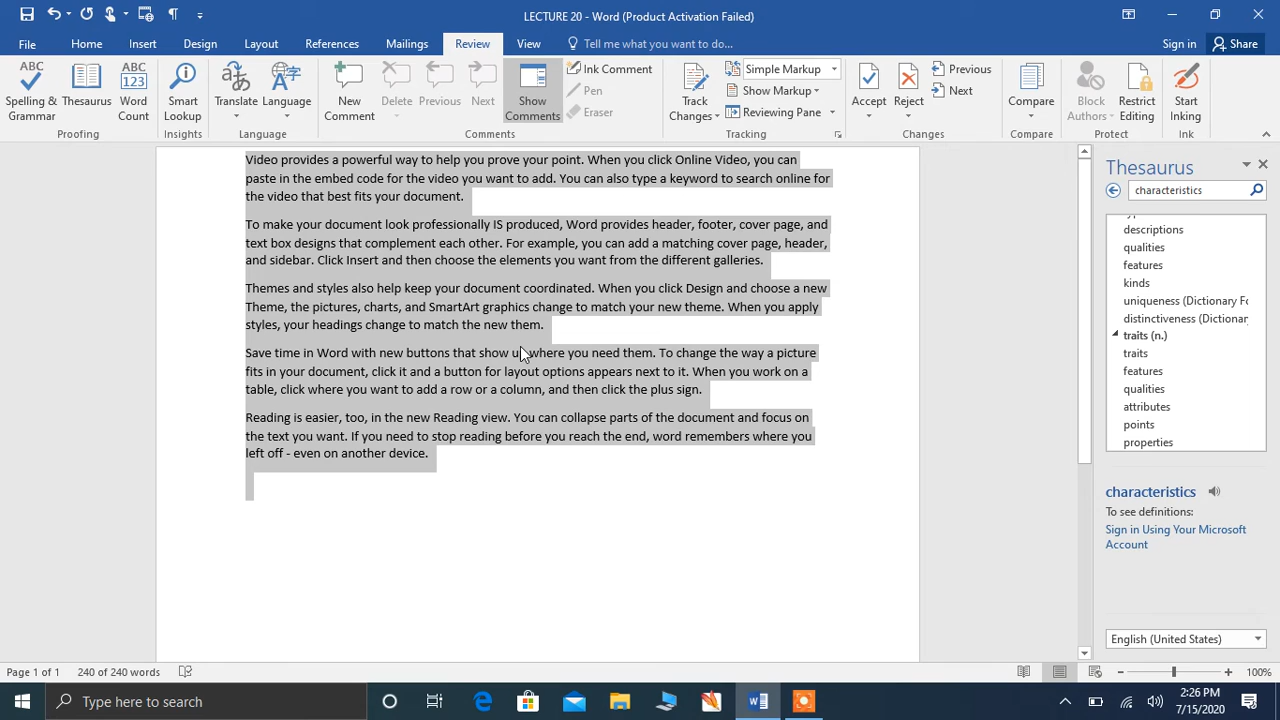 LECTURE 20 - Word (Product Activation Failed)
File Home Insert Design Layout References Mailings Review View Tell me what you want to do... Sign in Share
Spelling & Grammar
Thesaurus
Word Count
Proofing
Smart Lookup
Insights
Translate
Language
Language
New Comment
Delete
Previous
Next
Show Comments
Ink Comment
Pen
Eraser
Comments
Track Changes
Simple Markup
Show Markup
Reviewing Pane
Tracking
Accept
Reject
Previous
Next
Changes
Compare
Compare
Block Authors
Restrict Editing
Protect
Start Inking
Ink
Video provides a powerful way to help you prove your point. When you click Online Video, you can
paste in the embed code for the video you want to add. You can also type a keyword to search online for
the video that best fits your document.
To make your document look professionally IS produced, Word provides header, footer, cover page, and
text box designs that complement each other. For example, you can add a matching cover page, header,
and sidebar. Click Insert and then choose the elements you want from the different galleries.
Themes and styles also help keep your document coordinated. When you click Design and choose a new
Theme, the pictures, charts, and SmartArt graphics change to match your new theme. When you apply
styles, your headings change to match the new them.
Save time in Word with new buttons that show up where you need them. To change the way a picture
fits in your document, click it and a button for layout options appears next to it. When you work on a
table, click where you want to add a row or a column, and then click the plus sign.
Reading is easier, too, in the new Reading view. You can collapse parts of the document and focus on
the text you want. If you need to stop reading before you reach the end, word remembers where you
left off - even on another device.
Thesaurus
characteristics
descriptions
qualities
features
kinds
uniqueness (Dictionary Fo
distinctiveness (Dictionary
traits (n.)
traits
features
qualities
attributes
points
properties
characteristics
To see definitions:
Sign in Using Your Microsoft
Account
English (United States)
Page 1 of 1 240 of 240 words 100%
Type here to search
2:26 PM
7/15/2020